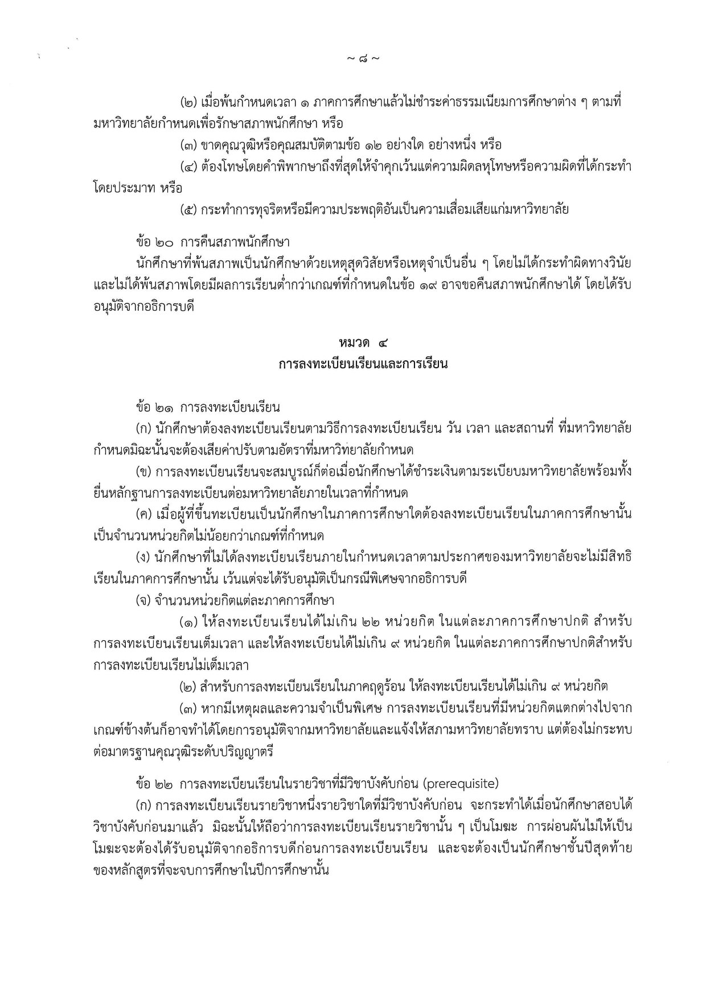 ~ ๘ ~
(๒) เมื่อพ้นกำหนดเวลา ๑ ภาคการศึกษาแล้วไม่ชำระค่าธรรมเนียมการศึกษาต่าง ๆ ตามที่
มหาวิทยาลัยกำหนดเพื่อรักษาสภาพนักศึกษา หรือ
(๓) ขาดคุณวุฒิหรือคุณสมบัติตามข้อ ๑๒ อย่างใด อย่างหนึ่ง หรือ
(๔) ต้องโทษโดยคำพิพากษาถึงที่สุดให้จำคุกเว้นแต่ความผิดลหุโทษหรือความผิดที่ได้กระทำ
โดยประมาท หรือ
(๕) กระทำการทุจริตหรือมีความประพฤติอันเป็นความเสื่อมเสียแก่มหาวิทยาลัย
ข้อ ๒๐ การคืนสภาพนักศึกษา
นักศึกษาที่พ้นสภาพเป็นนักศึกษาด้วยเหตุสุดวิสัยหรือเหตุจำเป็นอื่น ๆ โดยไม่ได้กระทำผิดทางวินัย
และไม่ได้พ้นสภาพโดยมีผลการเรียนต่ำกว่าเกณฑ์ที่กำหนดในข้อ ๑๙ อาจขอคืนสภาพนักศึกษาได้ โดยได้รับ
อนุมัติจากอธิการบดี
หมวด ๔
การลงทะเบียนเรียนและการเรียน
ข้อ ๒๑ การลงทะเบียนเรียน
(ก) นักศึกษาต้องลงทะเบียนเรียนตามวิธีการลงทะเบียนเรียน วัน เวลา และสถานที่ ที่มหาวิทยาลัย
กำหนดมิฉะนั้นจะต้องเสียค่าปรับตามอัตราที่มหาวิทยาลัยกำหนด
(ข) การลงทะเบียนเรียนจะสมบูรณ์ก็ต่อเมื่อนักศึกษาได้ชำระเงินตามระเบียบมหาวิทยาลัยพร้อมทั้ง
ยื่นหลักฐานการลงทะเบียนต่อมหาวิทยาลัยภายในเวลาที่กำหนด
(ค) เมื่อผู้ที่ขึ้นทะเบียนเป็นนักศึกษาในภาคการศึกษาใดต้องลงทะเบียนเรียนในภาคการศึกษานั้น
เป็นจำนวนหน่วยกิตไม่น้อยกว่าเกณฑ์ที่กำหนด
(ง) นักศึกษาที่ไม่ได้ลงทะเบียนเรียนภายในกำหนดเวลาตามประกาศของมหาวิทยาลัยจะไม่มีสิทธิ
เรียนในภาคการศึกษานั้น เว้นแต่จะได้รับอนุมัติเป็นกรณีพิเศษจากอธิการบดี
(จ) จำนวนหน่วยกิตแต่ละภาคการศึกษา
(๑) ให้ลงทะเบียนเรียนได้ไม่เกิน ๒๒ หน่วยกิต ในแต่ละภาคการศึกษาปกติ สำหรับ
การลงทะเบียนเรียนเต็มเวลา และให้ลงทะเบียนได้ไม่เกิน ๙ หน่วยกิต ในแต่ละภาคการศึกษาปกติสำหรับ
การลงทะเบียนเรียนไม่เต็มเวลา
(๒) สำหรับการลงทะเบียนเรียนในภาคฤดูร้อน ให้ลงทะเบียนเรียนได้ไม่เกิน ๙ หน่วยกิต
(๓) หากมีเหตุผลและความจำเป็นพิเศษ การลงทะเบียนเรียนที่มีหน่วยกิตแตกต่างไปจาก
เกณฑ์ข้างต้นก็อาจทำได้โดยการอนุมัติจากมหาวิทยาลัยและแจ้งให้สภามหาวิทยาลัยทราบ แต่ต้องไม่กระทบ
ต่อมาตรฐานคุณวุฒิระดับปริญญาตรี
ข้อ ๒๒ การลงทะเบียนเรียนในรายวิชาที่มีวิชาบังคับก่อน (prerequisite)
(ก) การลงทะเบียนเรียนรายวิชาหนึ่งรายวิชาใดที่มีวิชาบังคับก่อน จะกระทำได้เมื่อนักศึกษาสอบได้
วิชาบังคับก่อนมาแล้ว มิฉะนั้นให้ถือว่าการลงทะเบียนเรียนรายวิชานั้น ๆ เป็นโมฆะ การผ่อนผันไม่ให้เป็น
โมฆะจะต้องได้รับอนุมัติจากอธิการบดีก่อนการลงทะเบียนเรียน และจะต้องเป็นนักศึกษาชั้นปีสุดท้าย
ของหลักสูตรที่จะจบการศึกษาในปีการศึกษานั้น